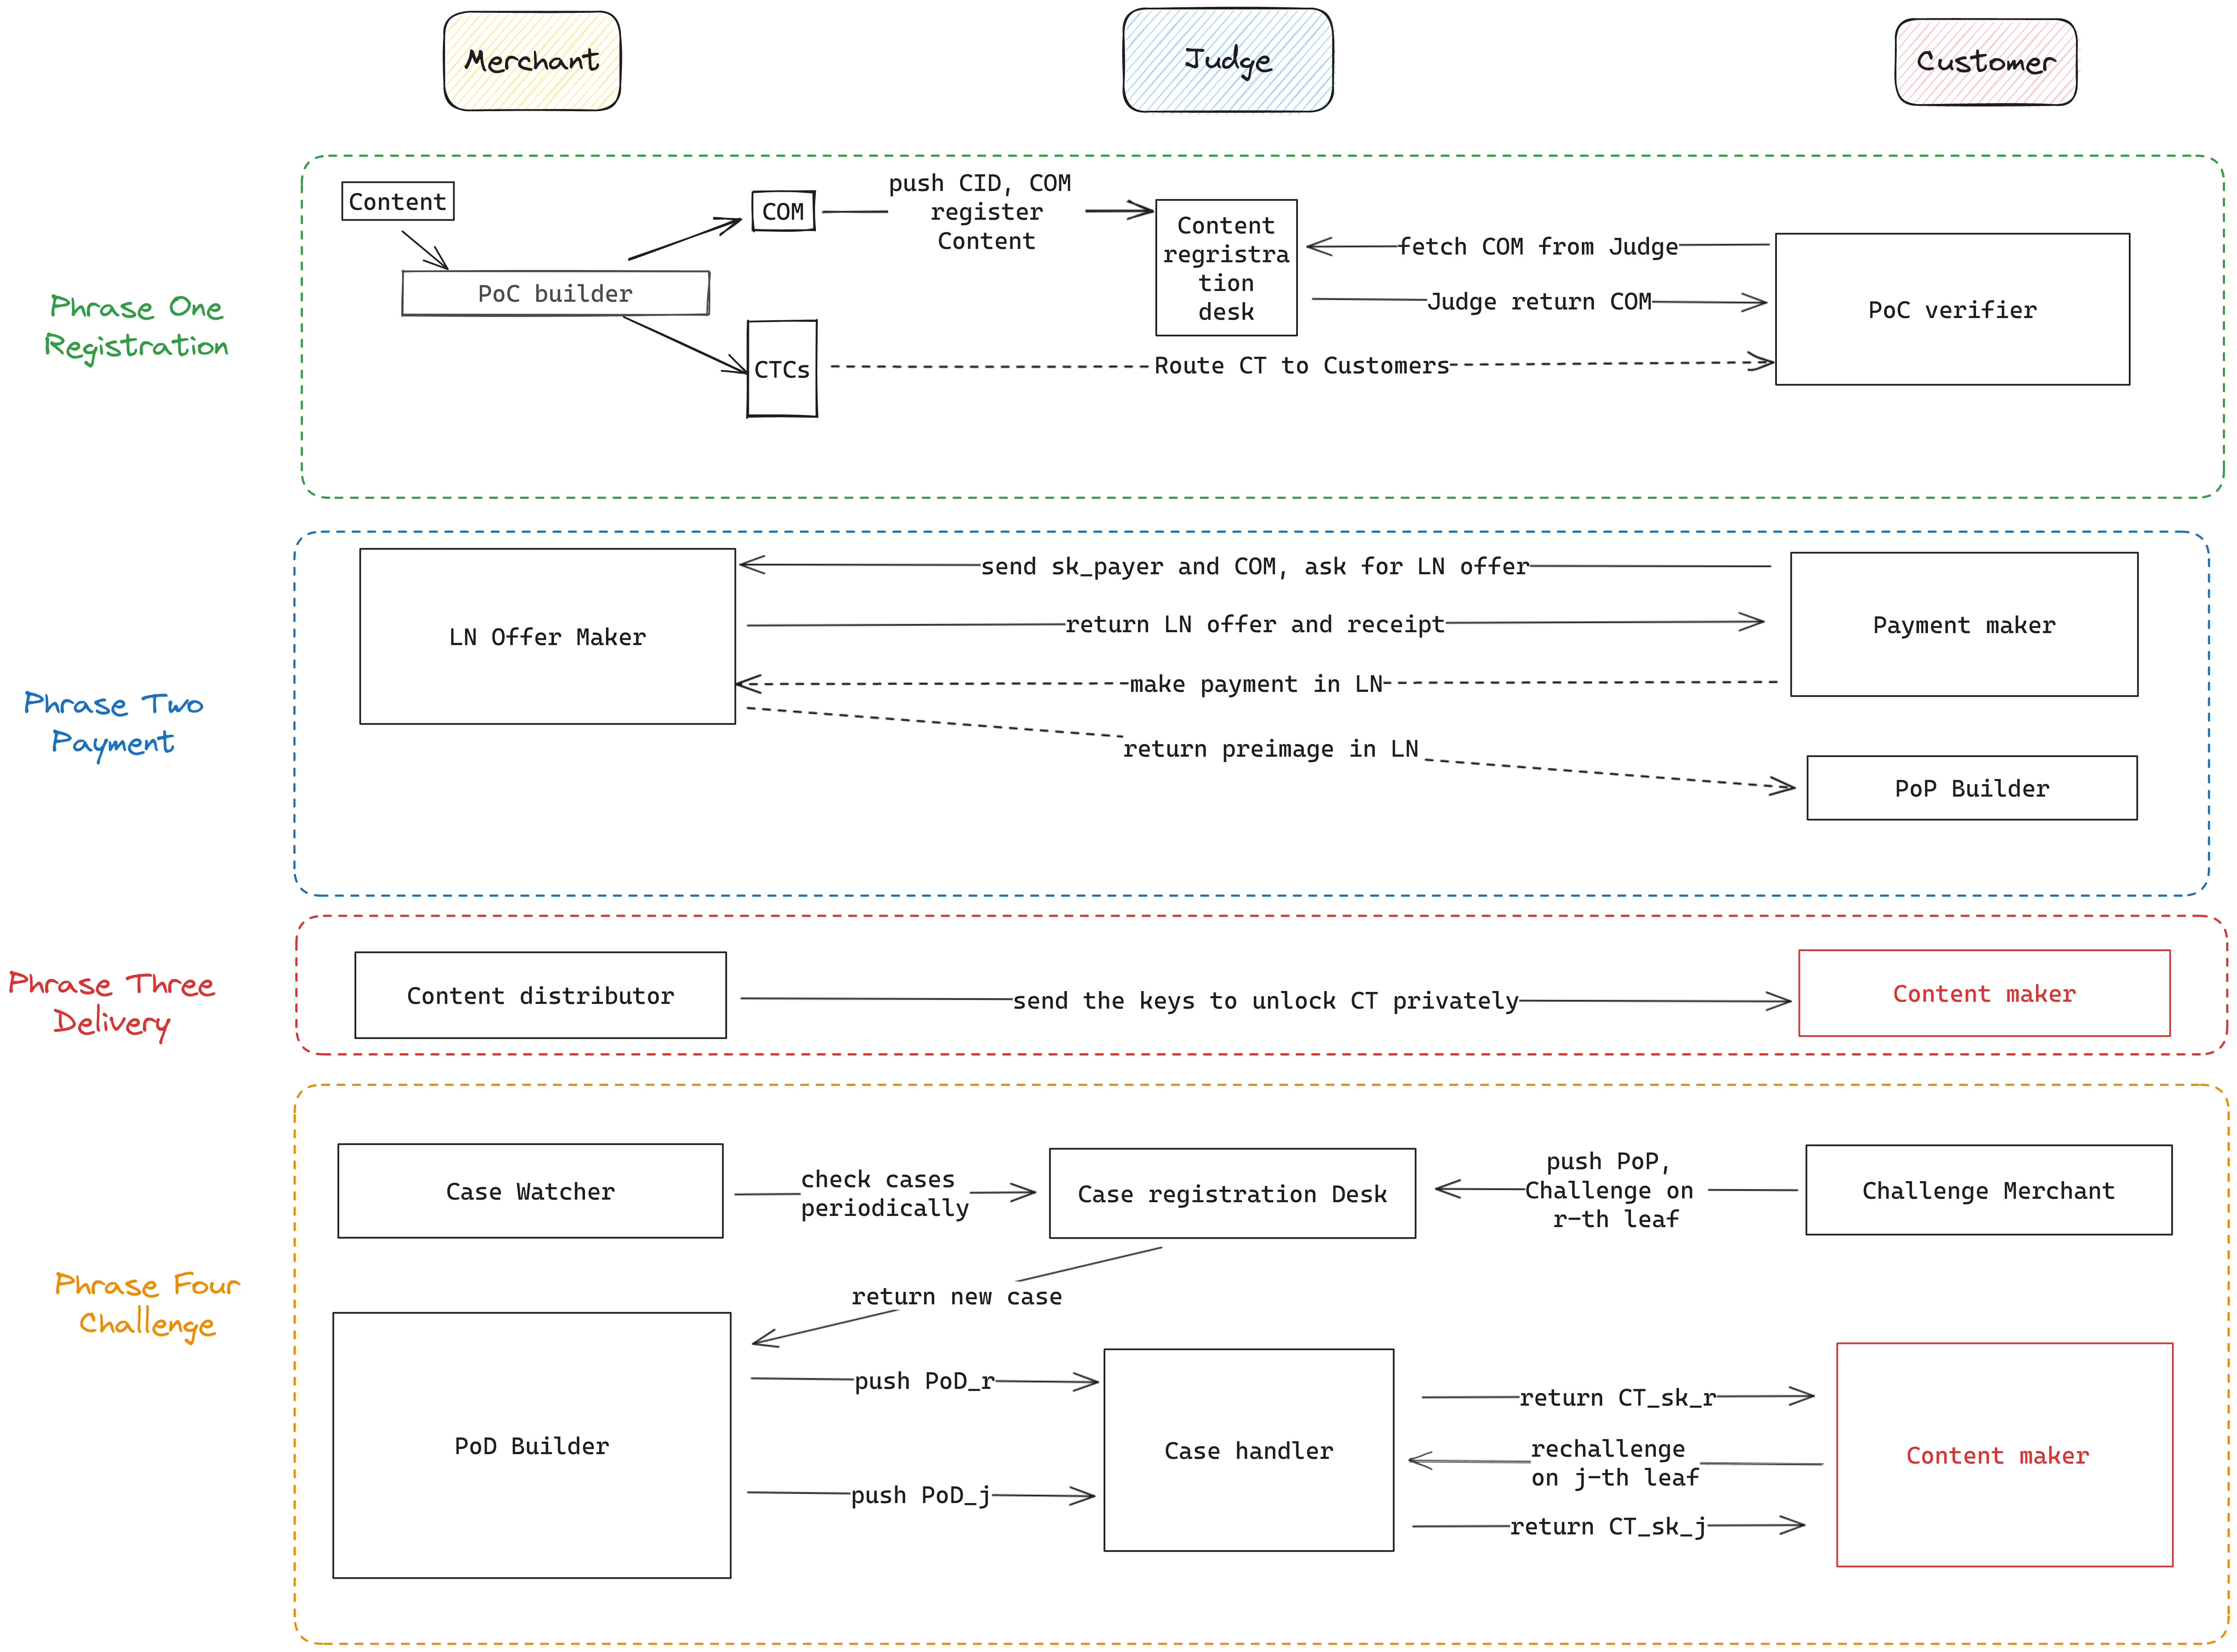 Merchant
Judge
Customer
Phrase One
Registration
Content
PoC builder
COM
CTCs
push CID, COM
register
Content
Content
regristra
tion
desk
fetch COM from Judge
Judge return COM
Route CT to Customers
PoC verifier
Phrase Two
Payment
LN Offer Maker
send sk_payer and COM, ask for LN offer
return LN offer and receipt
make payment in LN
return preimage in LN
Payment maker
PoP Builder
Phrase Three
Delivery
Content distributor
send the keys to unlock CT privately
Content maker
Phrase Four
Challenge
Case Watcher
check cases
periodically
Case registration Desk
push PoP,
Challenge on
r-th leaf
Challenge Merchant
return new case
PoD Builder
push PoD_r
push PoD_j
Case handler
return CT_sk_r
rechallenge
on j-th leaf
return CT_sk_j
Content maker